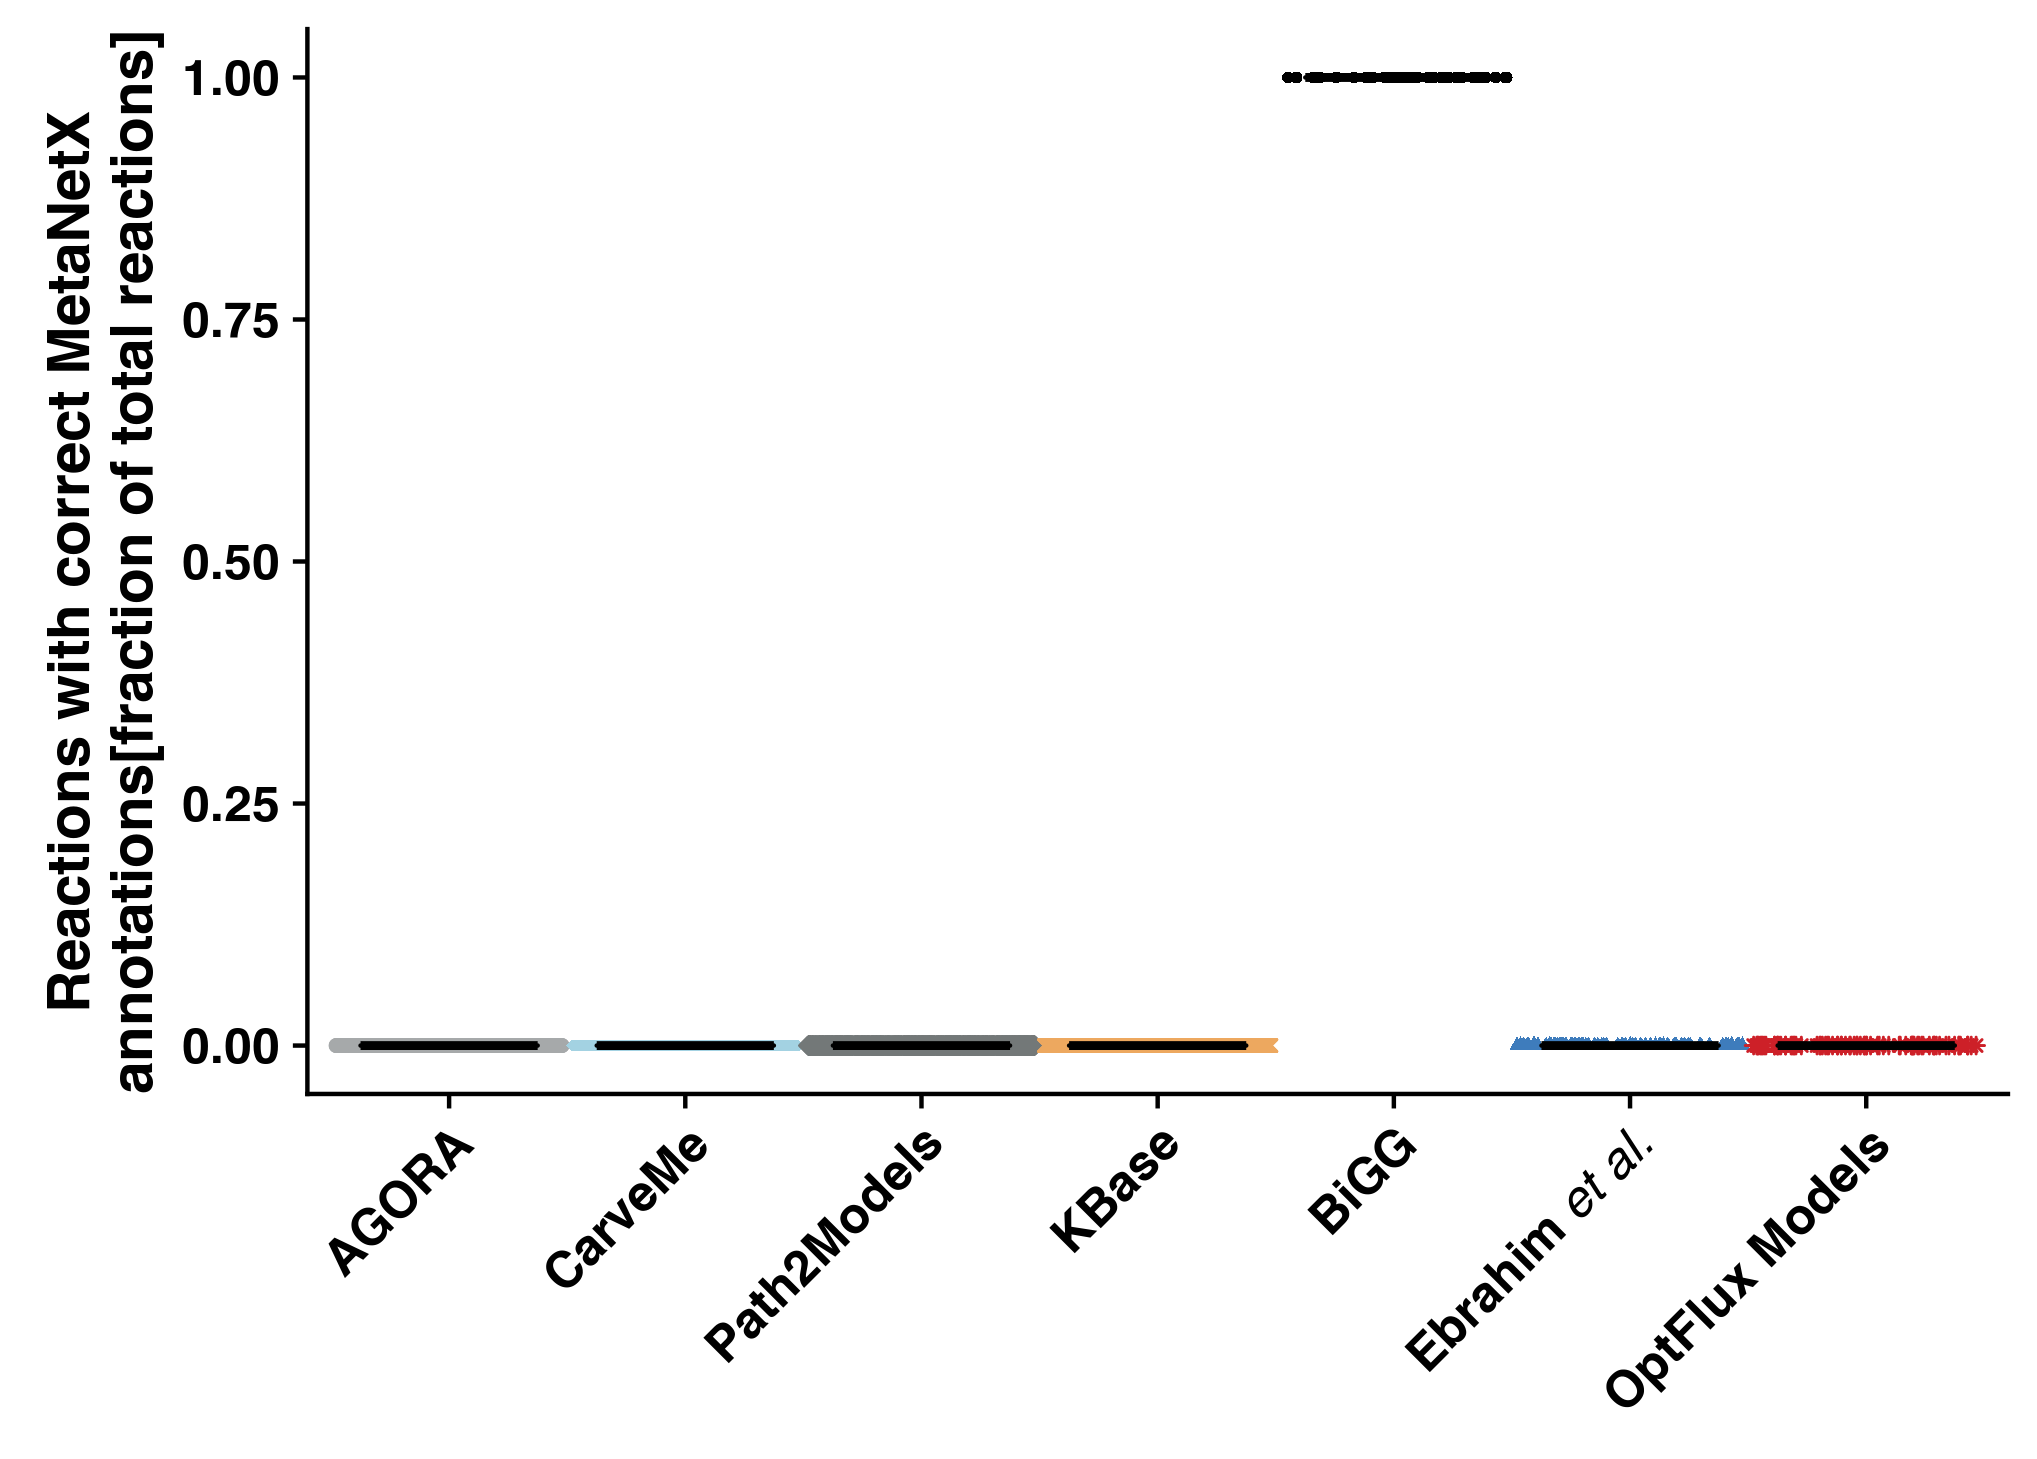 Reactions with correct MetaNetX
annotations[fraction of total reactions]
1.00
0.75
0.50
0.25
0.00
AGORA
CarveMe
Path2Models
KBase
BiGG
Ebrahim et al.
OptFlux Models